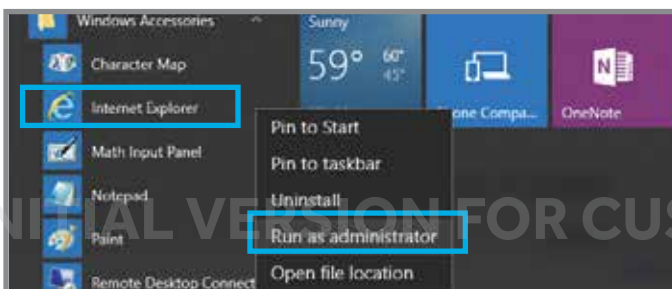 Windows Accessories
Sunny
Character Map
59°
60°
45°
Internet Explorer
Pin to Start
one Compa...
OneNote
N
Math Input Panel
Pin to taskbar
Notepad
Uninstall
NITIAL VERSION FOR CUS
Paint
Run as administrator
Remote Desktop Connect
Open file location